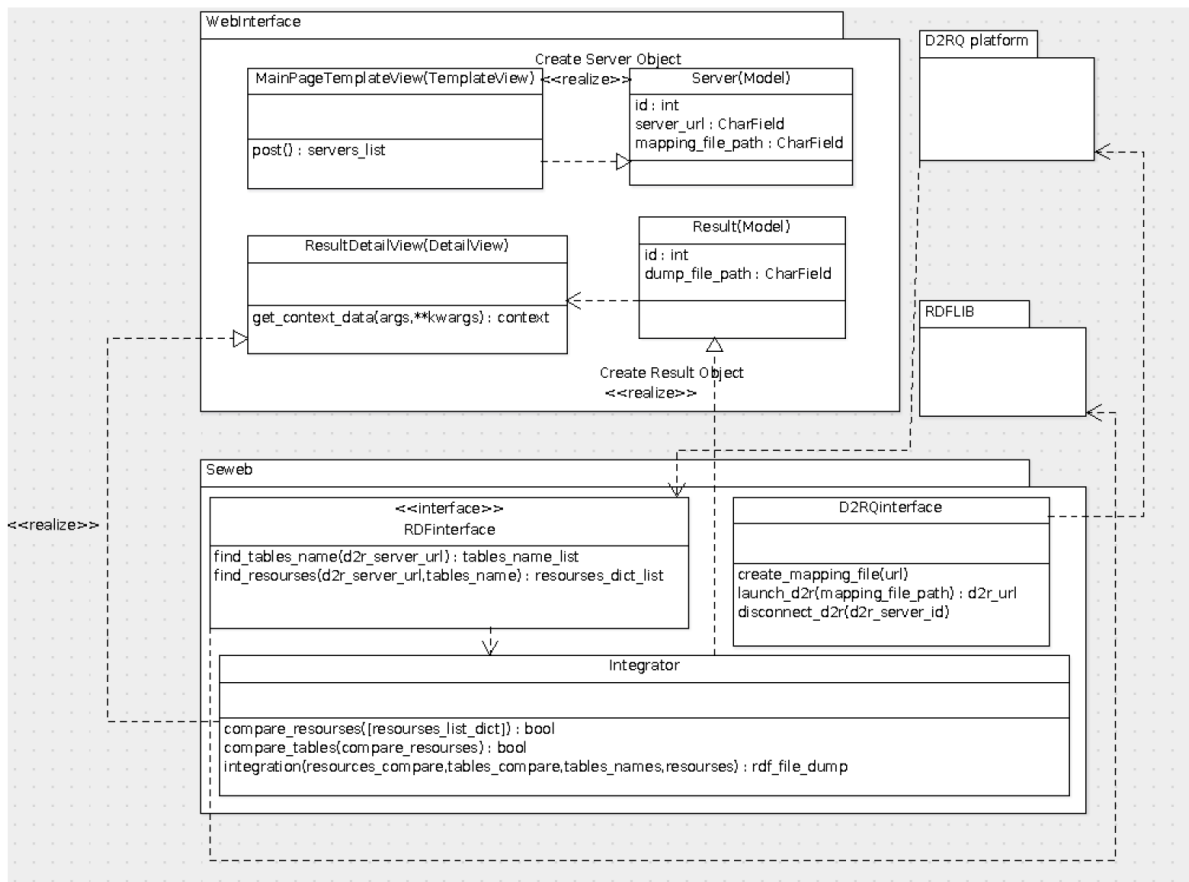 WebInterface
D2RQ platform
Create Server Object
MainPageTemplateView(TemplateView)
<<realize>>
Server(Model)
id : int
server_url : CharField
mapping_file_path : CharField
post() : servers_list
Result(Model)
ResultDetailView(DetailView)
id : int
dump_file_path : CharField
get_context_data(args,**kwargs) : context
RDFLIB
Create Result Object
<<realize>>
Seweb
<<realize>>
<<interface>>
RDFinterface
find_tables_name(d2r_server_url) : tables_name_list
find_resourses(d2r_server_url,tables_name) : resourses_dict_list
D2RQinterface
create_mapping_file(url)
launch_d2r(mapping_file_path) : d2r_url
disconnect_d2r(d2r_server_id)
Integrator
compare_resourses([resourses_list_dict]) : bool
compare_tables(compare_resourses) : bool
integration(resources_compare,tables_compare,tables_names,resourses) : rdf_file_dump